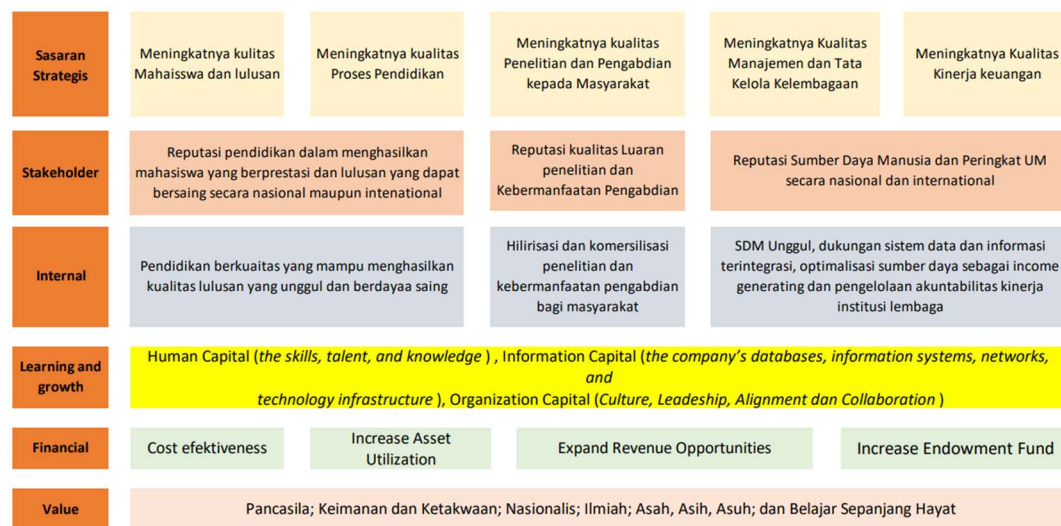 Sasaran
Strategis
Meningkatnya kulitas
Mahaisswa dan lulusan
Meningkatnya kualitas
Proses Pendidikan
Meningkatnya kualitas
Penelitian dan Pengabdian
kepada Masyarakat
Meningkatnya Kualitas
Manajemen dan Tata
Kelola Kelembagaan
Meningkatnya Kualitas
Kinerja keuangan
Stakeholder
Reputasi pendidikan dalam menghasilkan
mahasiswa yang berprestasi dan lulusan yang dapat
bersaing secara nasional maupun intenational
Reputasi kualitas Luaran
penelitian dan
Kebermanfaatan Pengabdian
Reputasi Sumber Daya Manusia dan Peringkat UM
secara nasional dan international
Internal
Pendidikan berkuaitas yang mampu menghasilkan
kualitas lulusan yang unggul dan berdayaa saing
Hilirisasi dan komersilisasi
penelitian dan
kebermanfaatan pengabdian
bagi masyarakat
SDM Unggul, dukungan sistem data dan informasi
terintegrasi, optimalisasi sumber daya sebagai income
generating dan pengelolaan akuntabilitas kinerja
institusi lembaga
Learning and
growth
Human Capital (the skills, talent, and knowledge ) , Information Capital (the company's databases, information systems, networks,
and
technology infrastructure ), Organization Capital (Culture, Leadeship, Alignment dan Collaboration )
Financial
Cost efektiveness
Increase Asset
Utilization
Expand Revenue Opportunities
Increase Endowment Fund
Value
Pancasila; Keimanan dan Ketakwaan; Nasionalis; Ilmiah; Asah, Asih, Asuh; dan Belajar Sepanjang Hayat